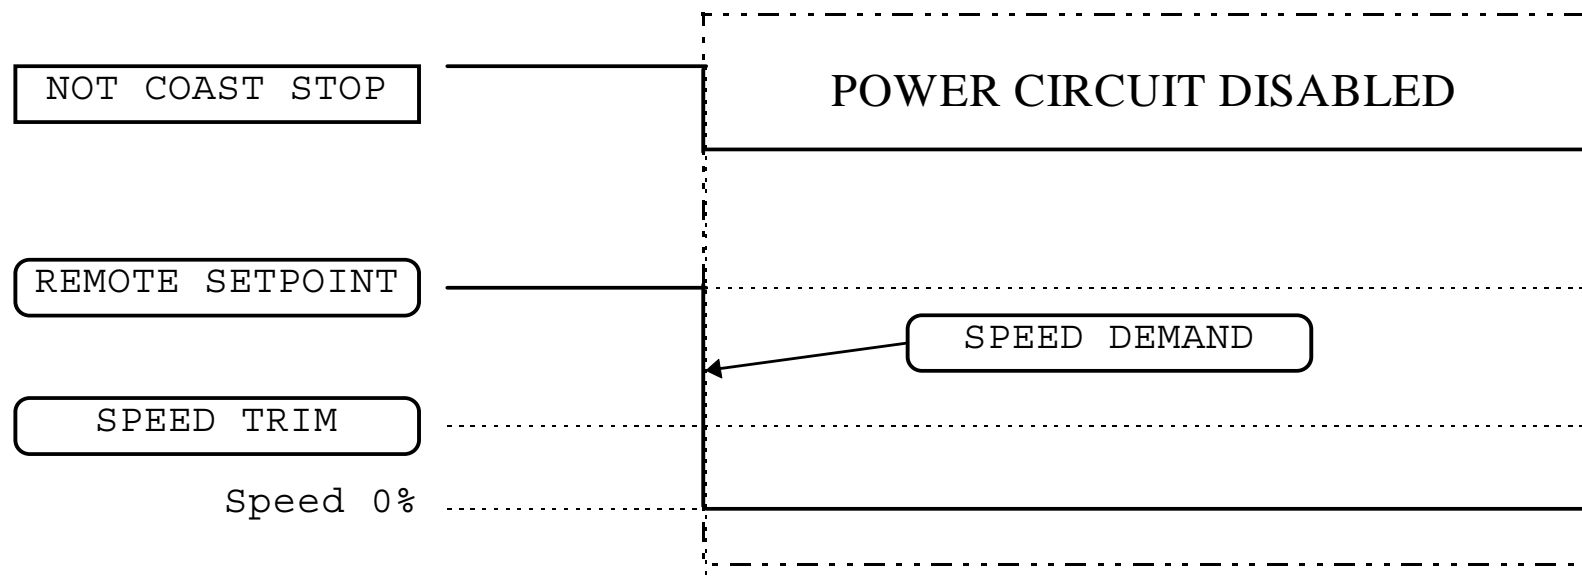 NOT COAST STOP
POWER CIRCUIT DISABLED
REMOTE SETPOINT
SPEED DEMAND
SPEED TRIM
Speed 0%